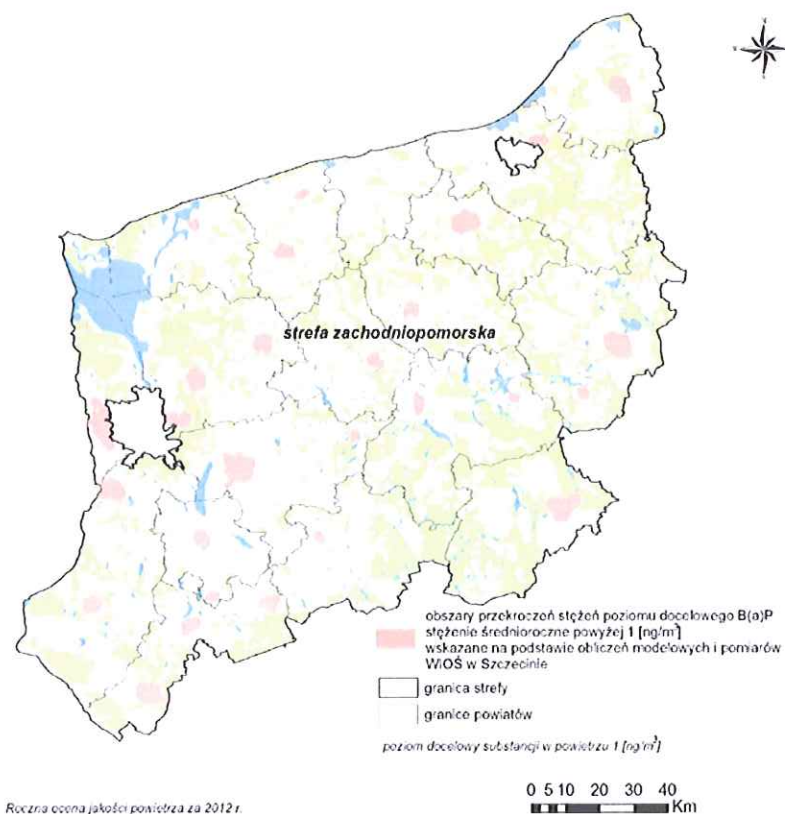 strefa zachodniopomorska
obszary przekroczeń stężeń poziomu docelowego B(a)P
stężenie średnioroczne powyżej 1 [ng/m³]
wskazane na podstawie obliczeń modelowych i pomiarów
WIOŚ w Szczecinie
granica strefy
granice powiatów
poziom docelowy substancji w powietrzu 1 [ng/m³]
Roczna ocena jakości powietrza za 2012 r.
0 5 10 20 30 40
Km